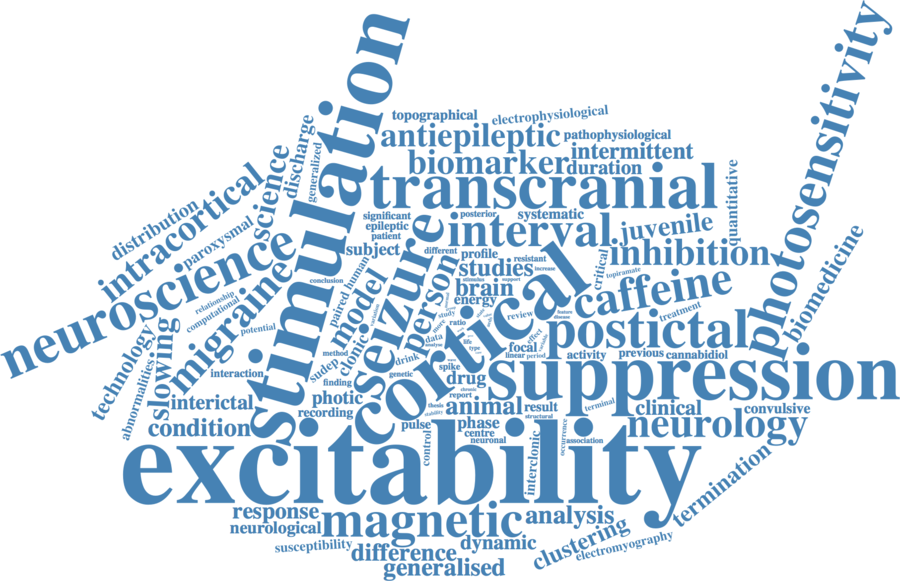 topographical
electrophysiological
antiepileptic
pathophysiological
biomarker
intermittent
duration
transcranial
photosensitivity
stimulation
discharge
generalized
science
intracortical
distribution
paroxysmal
neuroscience
migraine
significant
epileptic
patient
subject
posterior
systematic
interval
juvenile
quantitative
inhibition
different
profile
resistant
increase
studies
stimulus
support
brain
energy
critical
topiramate
caffeine
treatment
biomedicine
conclusion
relationship
computational
potential
paired
human
model
seizure
person
cortical
postictal
technology
abnormalities
slowing
interaction
method
sudep
clonic
finding
drink
data
more
study
ratio
review
effect
feature
disease
life
type
focal
linear
period
activity
previous
cannabidiol
spike
genetic
drug
suppression
interictal
condition
photic
recording
chronic
report
thesis
stability
animal
result
structural
terminal
clinical
convulsive
neurology
pulse
phase
centre
neuronal
control
interclonic
occurrence
association
excitability
termination
response
neurological
magnetic
analysis
susceptibility
difference
dynamic
generalised
clustering
electromyography